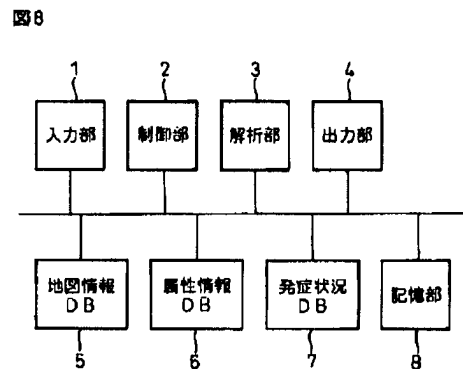 図8
1 2 3 4
入力部 制御部 解析部 出力部
地図情報 属性情報 発症状況 記憶部
DB DB DB
5 6 7 8